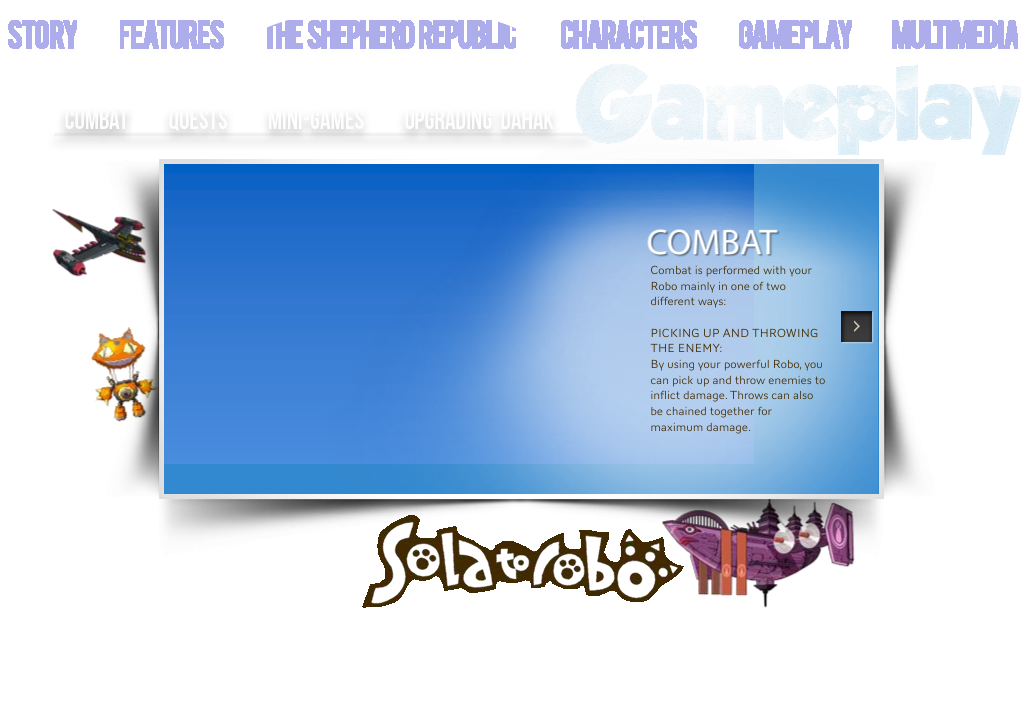 STORY FEATURES THE SHEPHERD REPUBLIC CHARACTERS GAMEPLAY MULTIMEDIA
Gameplay
COMBAT QUESTS MINI-GAMES UPGRADING DAHAK
COMBAT
Combat is performed with your
Robo mainly in one of two
different ways:
PICKING UP AND THROWING
THE ENEMY:
By using your powerful Robo, you
can pick up and throw enemies to
inflict damage. Throws can also
be chained together for
maximum damage.
Solatorobo